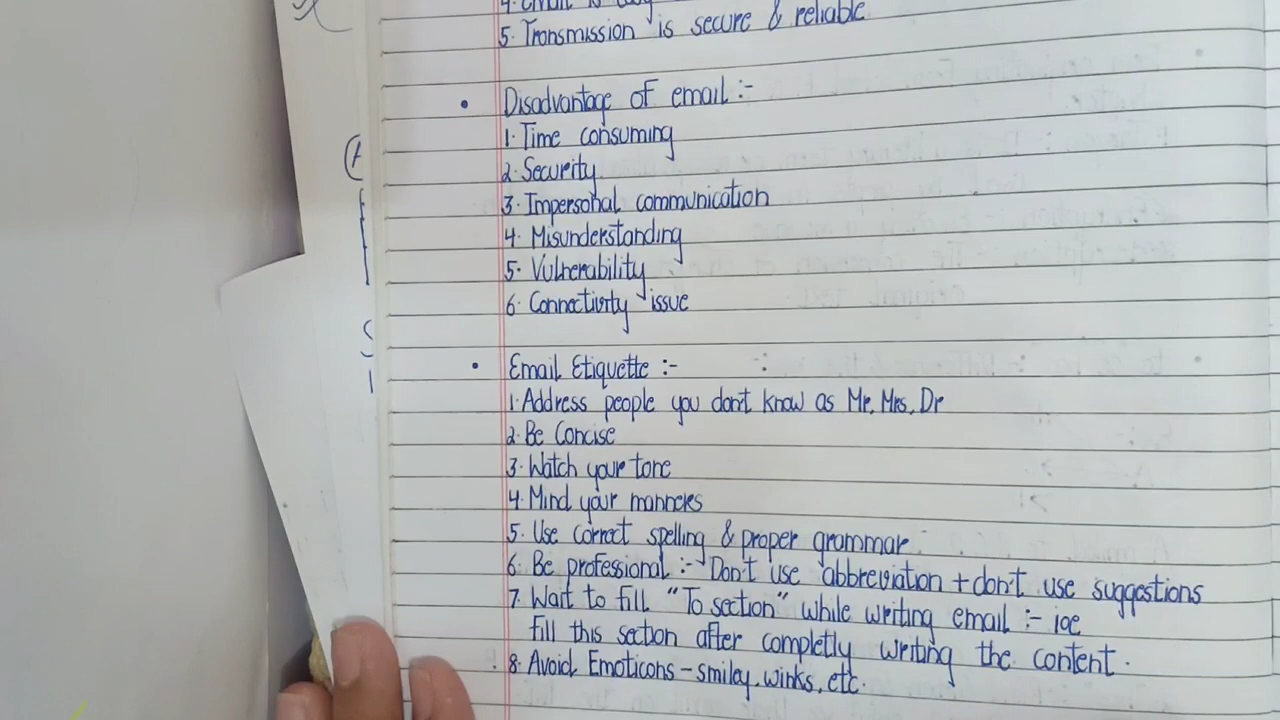 4. Email is
5. Transmission is secure & reliable
• Disadvantage of email :-
1. Time consuming
2. Security
3. Impersonal communication
4. Misunderstanding
5. Vulnerability
6. Connectivity issue
• Email Etiquette :-
1. Address people you don't know as Mr, Mrs, Dr
2. Be Concise
3. Watch your tone
4. Mind your manners
5. Use correct spelling & proper grammar
6. Be professional :- Don't use abbreviation + don't use suggestions
7. Wait to fill "To section" while writing email :- ioe
fill this section after completly writing the content.
8. Avoid Emoticons - smiley, winks, etc.